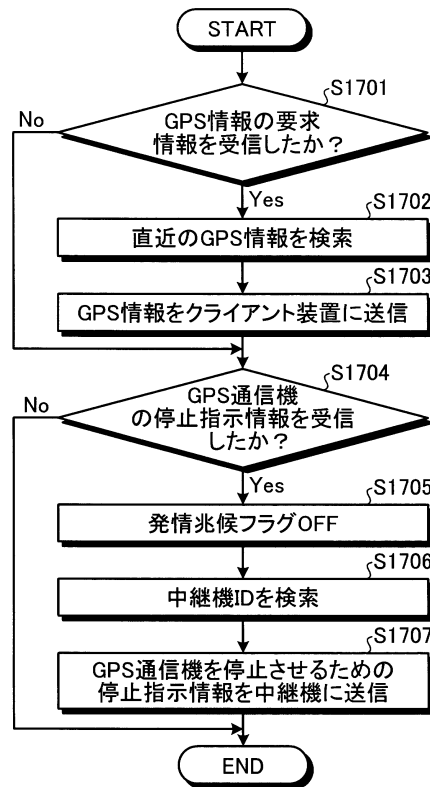 START
S1701
GPS情報の要求
情報を受信したか？
No
Yes
S1702
直近のGPS情報を検索
S1703
GPS情報をクライアント装置に送信
S1704
GPS通信機
の停止指示情報を受信
したか？
No
Yes
S1705
発情兆候フラグOFF
S1706
中継機IDを検索
S1707
GPS通信機を停止させるための
停止指示情報を中継機に送信
END